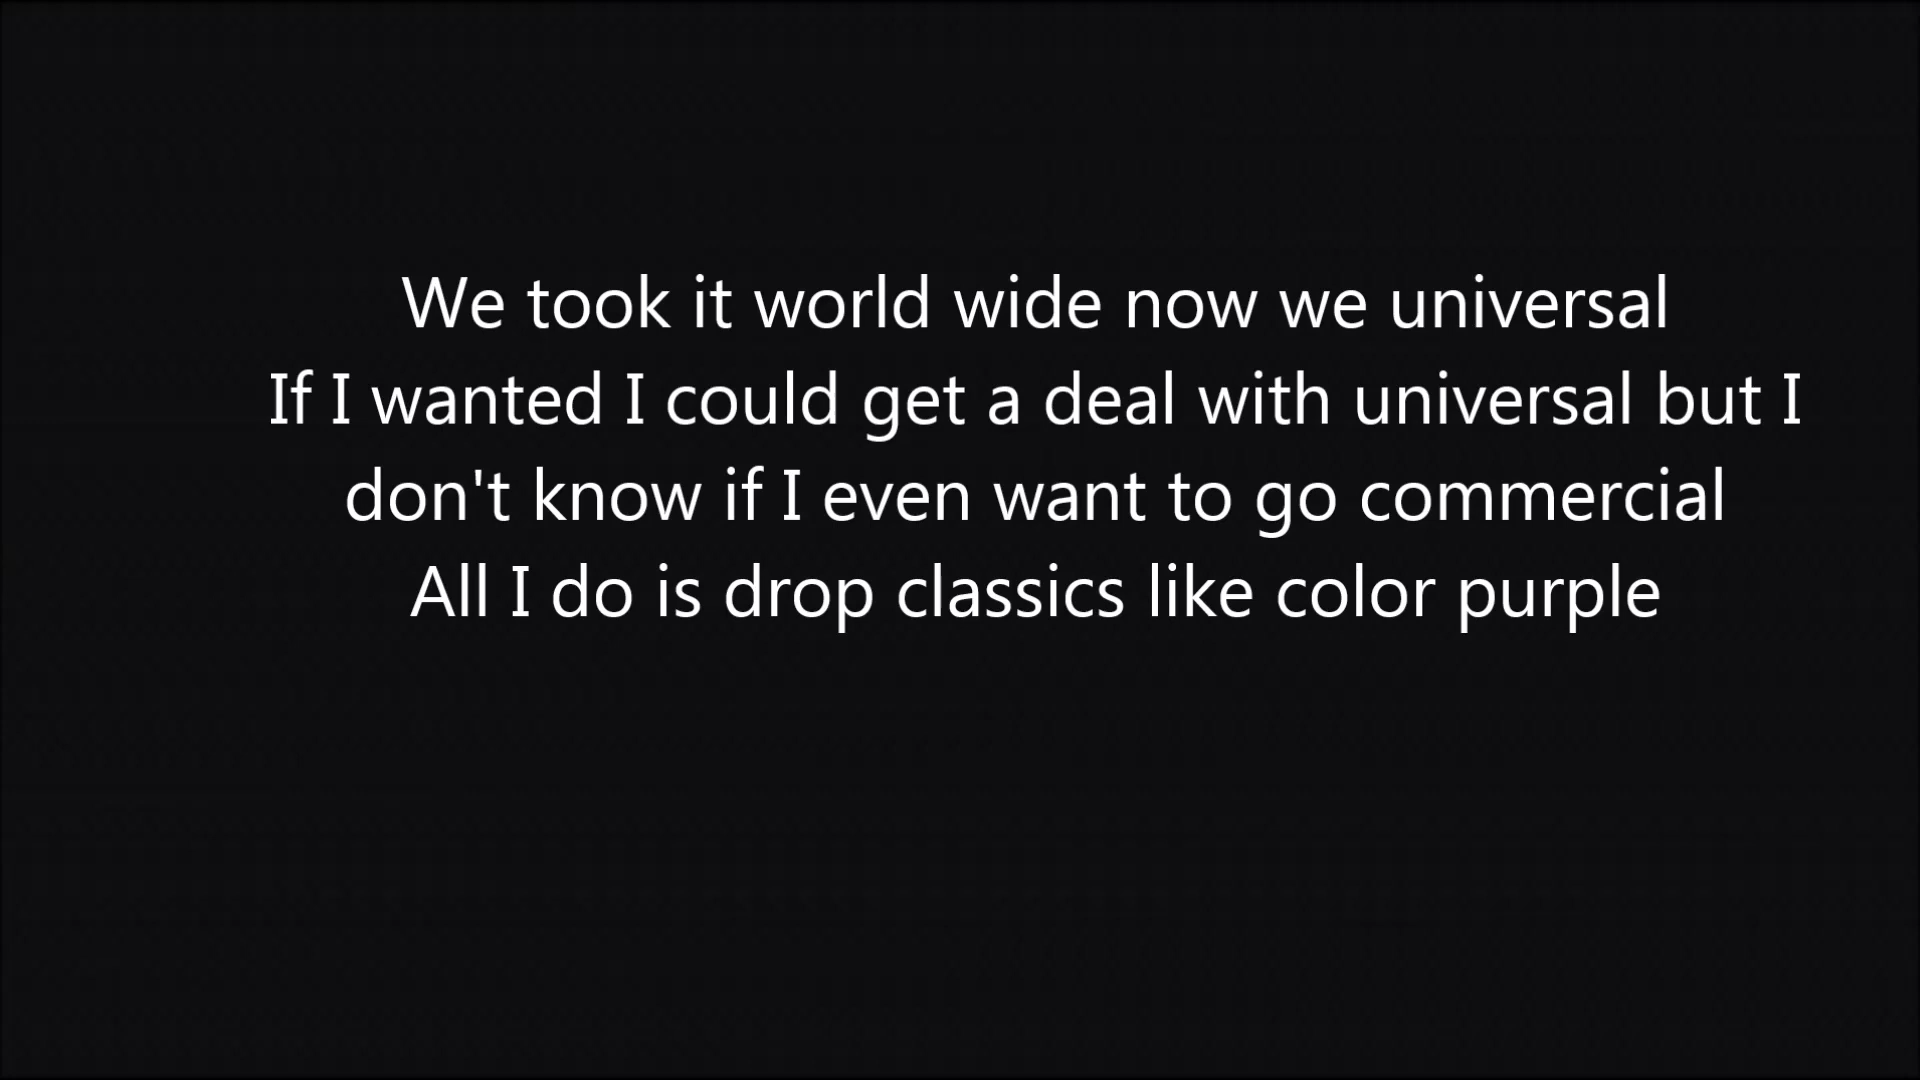 We took it world wide now we universal
If I wanted I could get a deal with universal but I
don't know if I even want to go commercial
All I do is drop classics like color purple